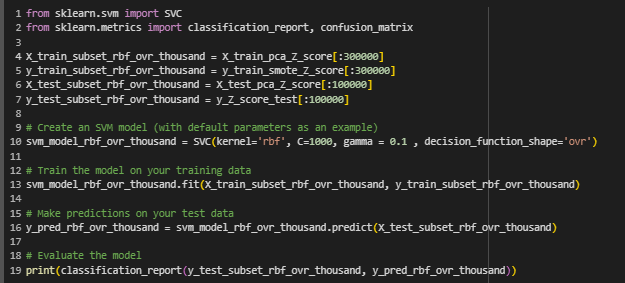 1 from sklearn.svm import SVC
2 from sklearn.metrics import classification_report, confusion_matrix
3
4 X_train_subset_rbf_ovr_thousand = X_train_pca_Z_score[:300000]
5 y_train_subset_rbf_ovr_thousand = y_train_smote_Z_score[:300000]
6 X_test_subset_rbf_ovr_thousand = X_test_pca_Z_score[:100000]
7 y_test_subset_rbf_ovr_thousand = y_Z_score_test[:100000]
8
9 # Create an SVM model (with default parameters as an example)
10 svm_model_rbf_ovr_thousand = SVC(kernel='rbf', C=1000, gamma = 0.1 , decision_function_shape='ovr')
11
12 # Train the model on your training data
13 svm_model_rbf_ovr_thousand.fit(X_train_subset_rbf_ovr_thousand, y_train_subset_rbf_ovr_thousand)
14
15 # Make predictions on your test data
16 y_pred_rbf_ovr_thousand = svm_model_rbf_ovr_thousand.predict(X_test_subset_rbf_ovr_thousand)
17
18 # Evaluate the model
19 print(classification_report(y_test_subset_rbf_ovr_thousand, y_pred_rbf_ovr_thousand))